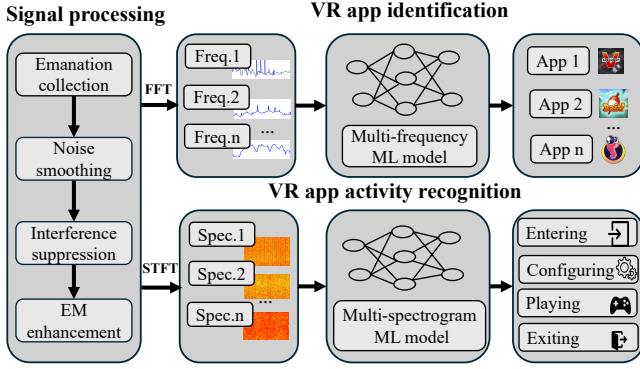 Signal processing
Emanation
collection
Noise
smoothing
Interference
suppression
EM
enhancement
FFT
STFT
VR app identification
Freq.1
Freq.2
...
Freq.n
Multi-frequency
ML model
App 1
App 2
...
App n
VR app activity recognition
Spec.1
Spec.2
...
Spec.n
Multi-spectrogram
ML model
Entering
Configuring
Playing
Exiting